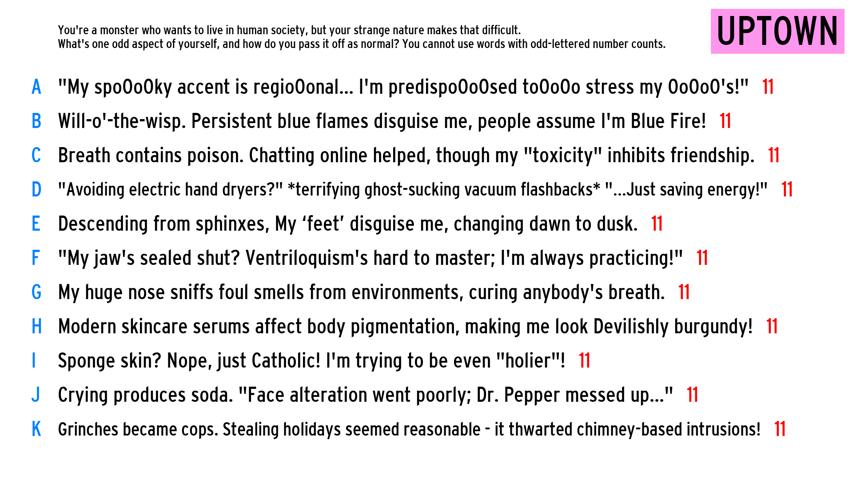 You're a monster who wants to live in human society, but your strange nature makes that difficult.
What's one odd aspect of yourself, and how do you pass it off as normal? You cannot use words with odd-lettered number counts.
UPTOWN
A "My spoOoOky accent is regioOonal... I'm predispoOoOsed toOoOo stress my OoOoO's!" 11
B Will-o'-the-wisp. Persistent blue flames disguise me, people assume I'm Blue Fire! 11
C Breath contains poison. Chatting online helped, though my "toxicity" inhibits friendship. 11
D "Avoiding electric hand dryers?" *terrifying ghost-sucking vacuum flashbacks* "...Just saving energy!" 11
E Descending from sphinxes, My ‘feet’ disguise me, changing dawn to dusk. 11
F "My jaw's sealed shut? Ventriloquism's hard to master; I'm always practicing!" 11
G My huge nose sniffs foul smells from environments, curing anybody's breath. 11
H Modern skincare serums affect body pigmentation, making me look Devilishly burgundy! 11
I Sponge skin? Nope, just Catholic! I'm trying to be even "holier"! 11
J Crying produces soda. "Face alteration went poorly; Dr. Pepper messed up..." 11
K Grinches became cops. Stealing holidays seemed reasonable - it thwarted chimney-based intrusions! 11